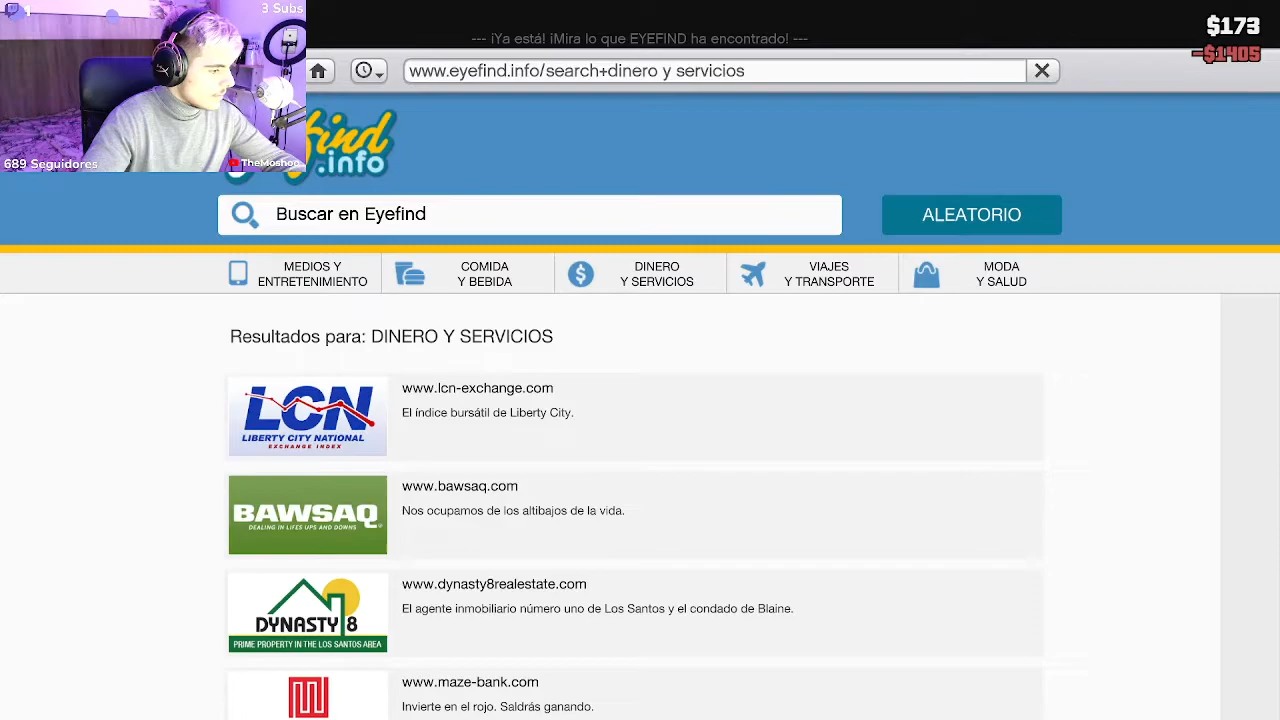 3 Subs
689 Seguidores
TheMoshon
$173
-$1405
--- ¡Ya está! ¡Mira lo que EYEFIND ha encontrado! ---
www.eyefind.info/search+dinero y servicios
find
.info
Buscar en Eyefind
ALEATORIO
MEDIOS Y
ENTRETENIMIENTO
COMIDA
Y BEBIDA
DINERO
Y SERVICIOS
VIAJES
Y TRANSPORTE
MODA
Y SALUD
Resultados para: DINERO Y SERVICIOS
LCN
LIBERTY CITY NATIONAL
EXCHANGE INDEX
www.lcn-exchange.com
El índice bursátil de Liberty City.
BAWSAQ
DEALING IN LIFES UPS AND DOWNS
www.bawsaq.com
Nos ocupamos de los altibajos de la vida.
DYNASTY 8
PRIME PROPERTY IN THE LOS SANTOS AREA
www.dynasty8realestate.com
El agente inmobiliario número uno de Los Santos y el condado de Blaine.
www.maze-bank.com
Invierte en el rojo. Saldrás ganando.